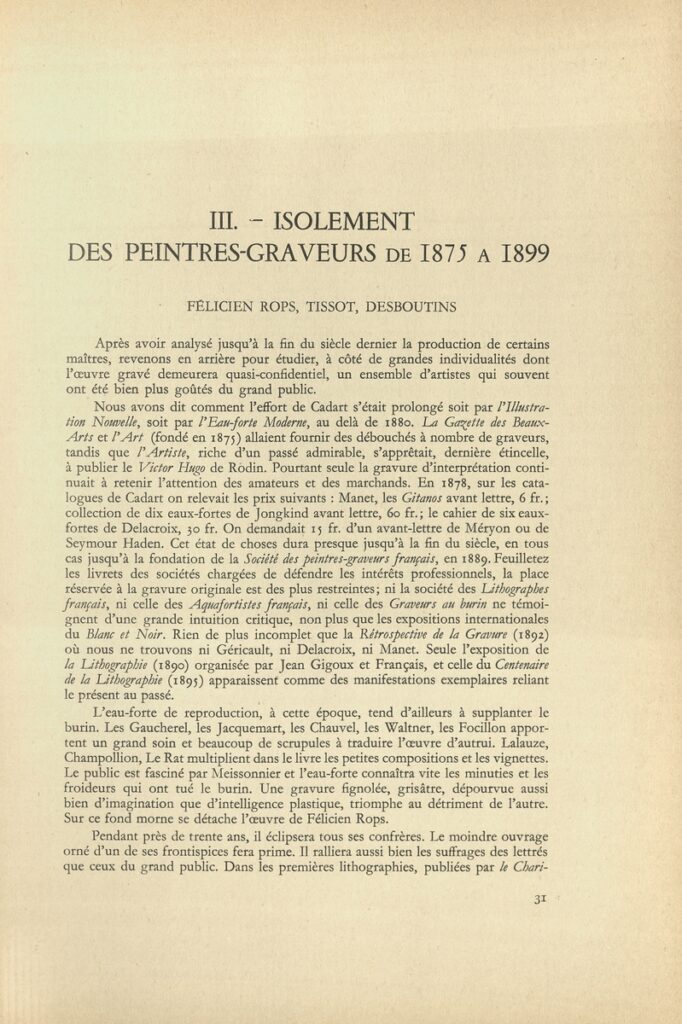 III. – ISOLEMENT
DES PEINTRES-GRAVEURS DE 1875 A 1899
FÉLICIEN ROPS, TISSOT, DESBOUTINS
Après avoir analysé jusqu'à la fin du siècle dernier la production de certains
maîtres, revenons en arrière pour étudier, à côté de grandes individualités dont
l'œuvre gravé demeurera quasi-confidentiel, un ensemble d'artistes qui souvent
ont été bien plus goûtés du grand public.
Nous avons dit comment l'effort de Cadart s'était prolongé soit par l'Illustra-
tion Nouvelle, soit par l'Eau-forte Moderne, au delà de 1880. La Gazette des Beaux-
Arts et l'Art (fondé en 1875) allaient fournir des débouchés à nombre de graveurs,
tandis que l'Artiste, riche d'un passé admirable, s'apprêtait, dernière étincelle,
à publier le Victor Hugo de Rodin. Pourtant seule la gravure d'interprétation conti-
nuait à retenir l'attention des amateurs et des marchands. En 1878, sur les cata-
logues de Cadart on relevait les prix suivants : Manet, les Gitanos avant lettre, 6 fr.;
collection de dix eaux-fortes de Jongkind avant lettre, 60 fr.; le cahier de six eaux-
fortes de Delacroix, 30 fr. On demandait 15 fr. d'un avant-lettre de Méryon ou de
Seymour Haden. Cet état de choses dura presque jusqu'à la fin du siècle, en tous
cas jusqu'à la fondation de la Société des peintres-graveurs français, en 1889. Feuilletez
les livrets des sociétés chargées de défendre les intérêts professionnels, la place
réservée à la gravure originale est des plus restreintes; ni la société des Lithographes
français, ni celle des Aquafortistes français, ni celle des Graveurs au burin ne témoi-
gnent d'une grande intuition critique, non plus que les expositions internationales
du Blanc et Noir. Rien de plus incomplet que la Rétrospective de la Gravure (1892)
où nous ne trouvons ni Géricault, ni Delacroix, ni Manet. Seule l'exposition de
la Lithographie (1890) organisée par Jean Gigoux et Français, et celle du Centenaire
de la Lithographie (1895) apparaissent comme des manifestations exemplaires reliant
le présent au passé.
L'eau-forte de reproduction, à cette époque, tend d'ailleurs à supplanter le
burin. Les Gaucherel, les Jacquemart, les Chauvel, les Waltner, les Focillon appor-
tent un grand soin et beaucoup de scrupules à traduire l'œuvre d'autrui. Lalauze,
Champollion, Le Rat multiplient dans le livre les petites compositions et les vignettes.
Le public est fasciné par Meissonnier et l'eau-forte connaîtra vite les minuties et les
froideurs qui ont tué le burin. Une gravure fignolée, grisâtre, dépourvue aussi
bien d'imagination que d'intelligence plastique, triomphe au détriment de l'autre.
Sur ce fond morne se détache l'œuvre de Félicien Rops.
Pendant près de trente ans, il éclipsera tous ses confrères. Le moindre ouvrage
orné d'un de ses frontispices fera prime. Il ralliera aussi bien les suffrages des lettrés
que ceux du grand public. Dans les premières lithographies, publiées par le Chari-
31